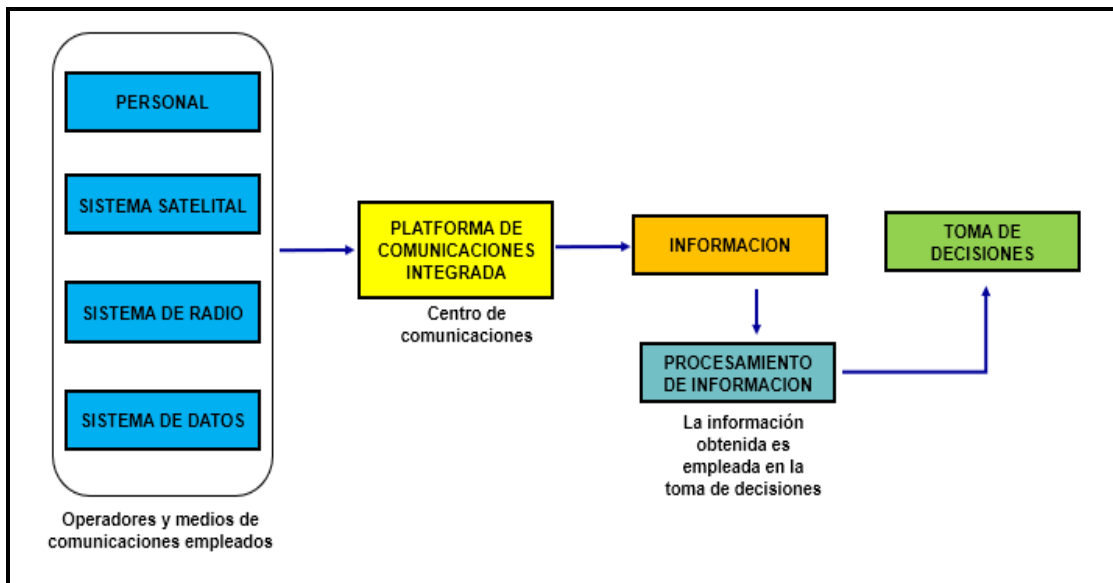 PERSONAL
SISTEMA SATELITAL
SISTEMA DE RADIO
SISTEMA DE DATOS
Operadores y medios de
comunicaciones empleados
PLATAFORMA DE
COMUNICACIONES
INTEGRADA
Centro de
comunicaciones
INFORMACION
PROCESAMIENTO
DE INFORMACION
La información
obtenida es
empleada en la
toma de decisiones
TOMA DE
DECISIONES